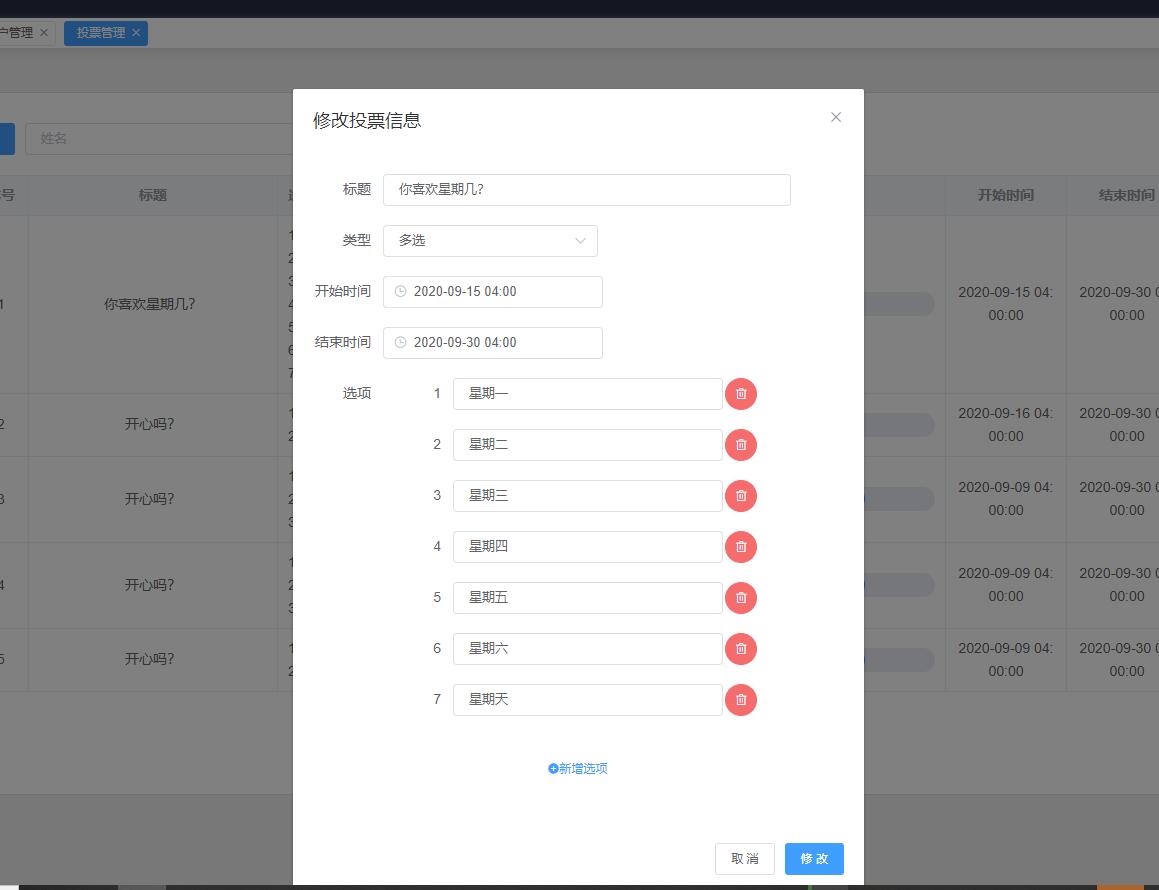 户管理
投票管理
姓名
号 标题 开始时间 结束时间
1 你喜欢星期几? 2020-09-15 04:00:00 2020-09-30 0
00:00
2 开心吗? 2020-09-16 04:00:00 2020-09-30 0
00:00
3 开心吗? 2020-09-09 04:00:00 2020-09-30 0
00:00
4 开心吗? 2020-09-09 04:00:00 2020-09-30 0
00:00
5 开心吗? 2020-09-09 04:00:00 2020-09-30 0
00:00
修改投票信息
标题 你喜欢星期几?
类型 多选
开始时间 2020-09-15 04:00
结束时间 2020-09-30 04:00
选项 1 星期一
2 星期二
3 星期三
4 星期四
5 星期五
6 星期六
7 星期天
新增选项
取 消 修 改